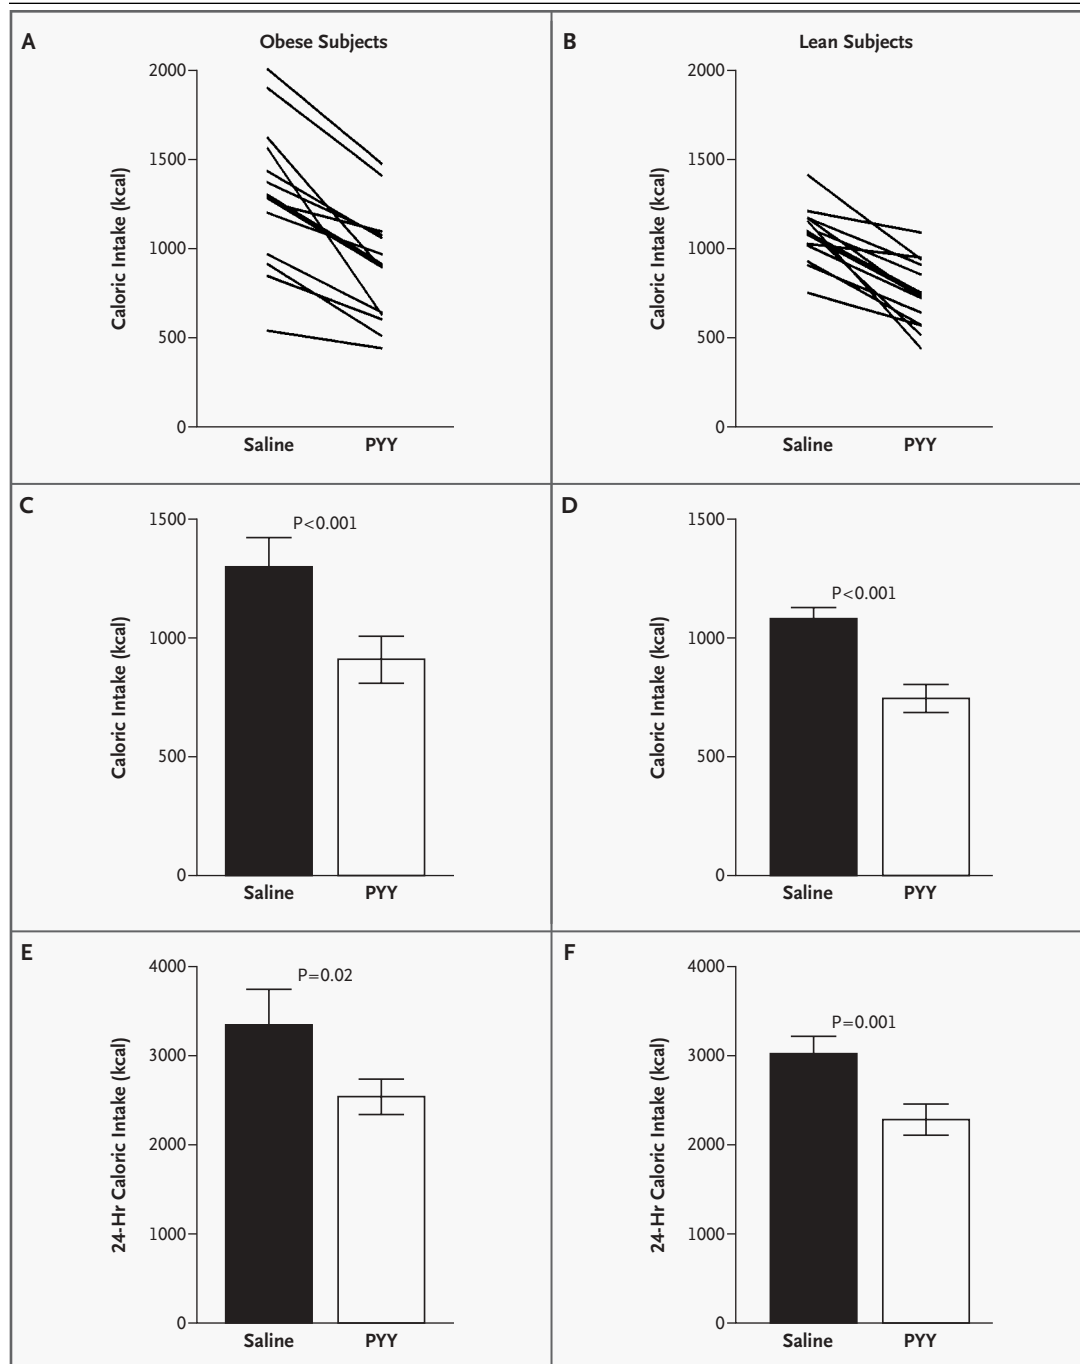 A
Obese Subjects
2000
1500
1000
500
0
Caloric Intake (kcal)
Saline
PYY
B
Lean Subjects
2000
1500
1000
500
0
Caloric Intake (kcal)
Saline
PYY
C
1500
1000
500
0
Caloric Intake (kcal)
P<0.001
Saline
PYY
D
1500
1000
500
0
Caloric Intake (kcal)
P<0.001
Saline
PYY
E
4000
3000
2000
1000
0
24-Hr Caloric Intake (kcal)
P=0.02
Saline
PYY
F
4000
3000
2000
1000
0
24-Hr Caloric Intake (kcal)
P=0.001
Saline
PYY